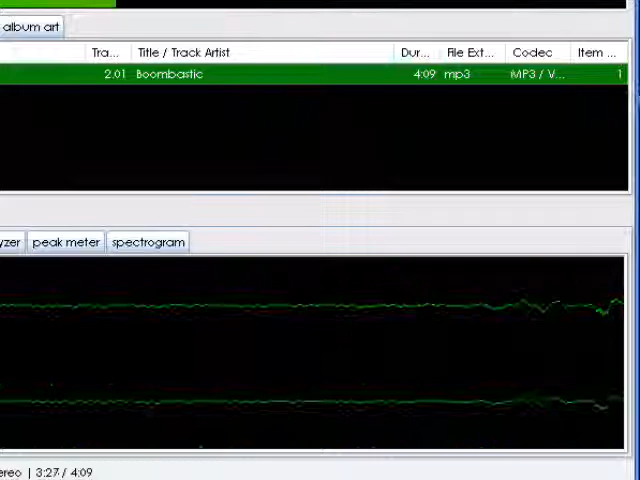 album art
Tra... Title / Track Artist Dur... File Ext... Codec Item ...
2.01 Boombastic 4:09 mp3 MP3 / V... 1
yzer peak meter spectrogram
ereo | 3:27 / 4:09